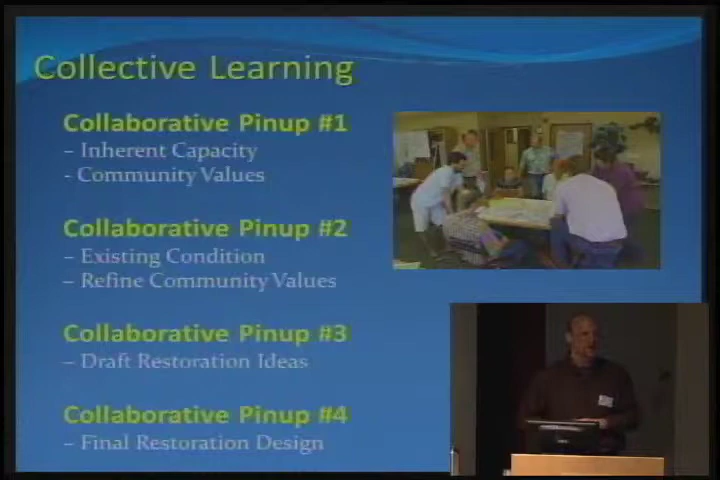 Collective Learning
Collaborative Pinup #1
– Inherent Capacity
- Community Values
Collaborative Pinup #2
– Existing Condition
– Refine Community Values
Collaborative Pinup #3
– Draft Restoration Ideas
Collaborative Pinup #4
– Final Restoration Design